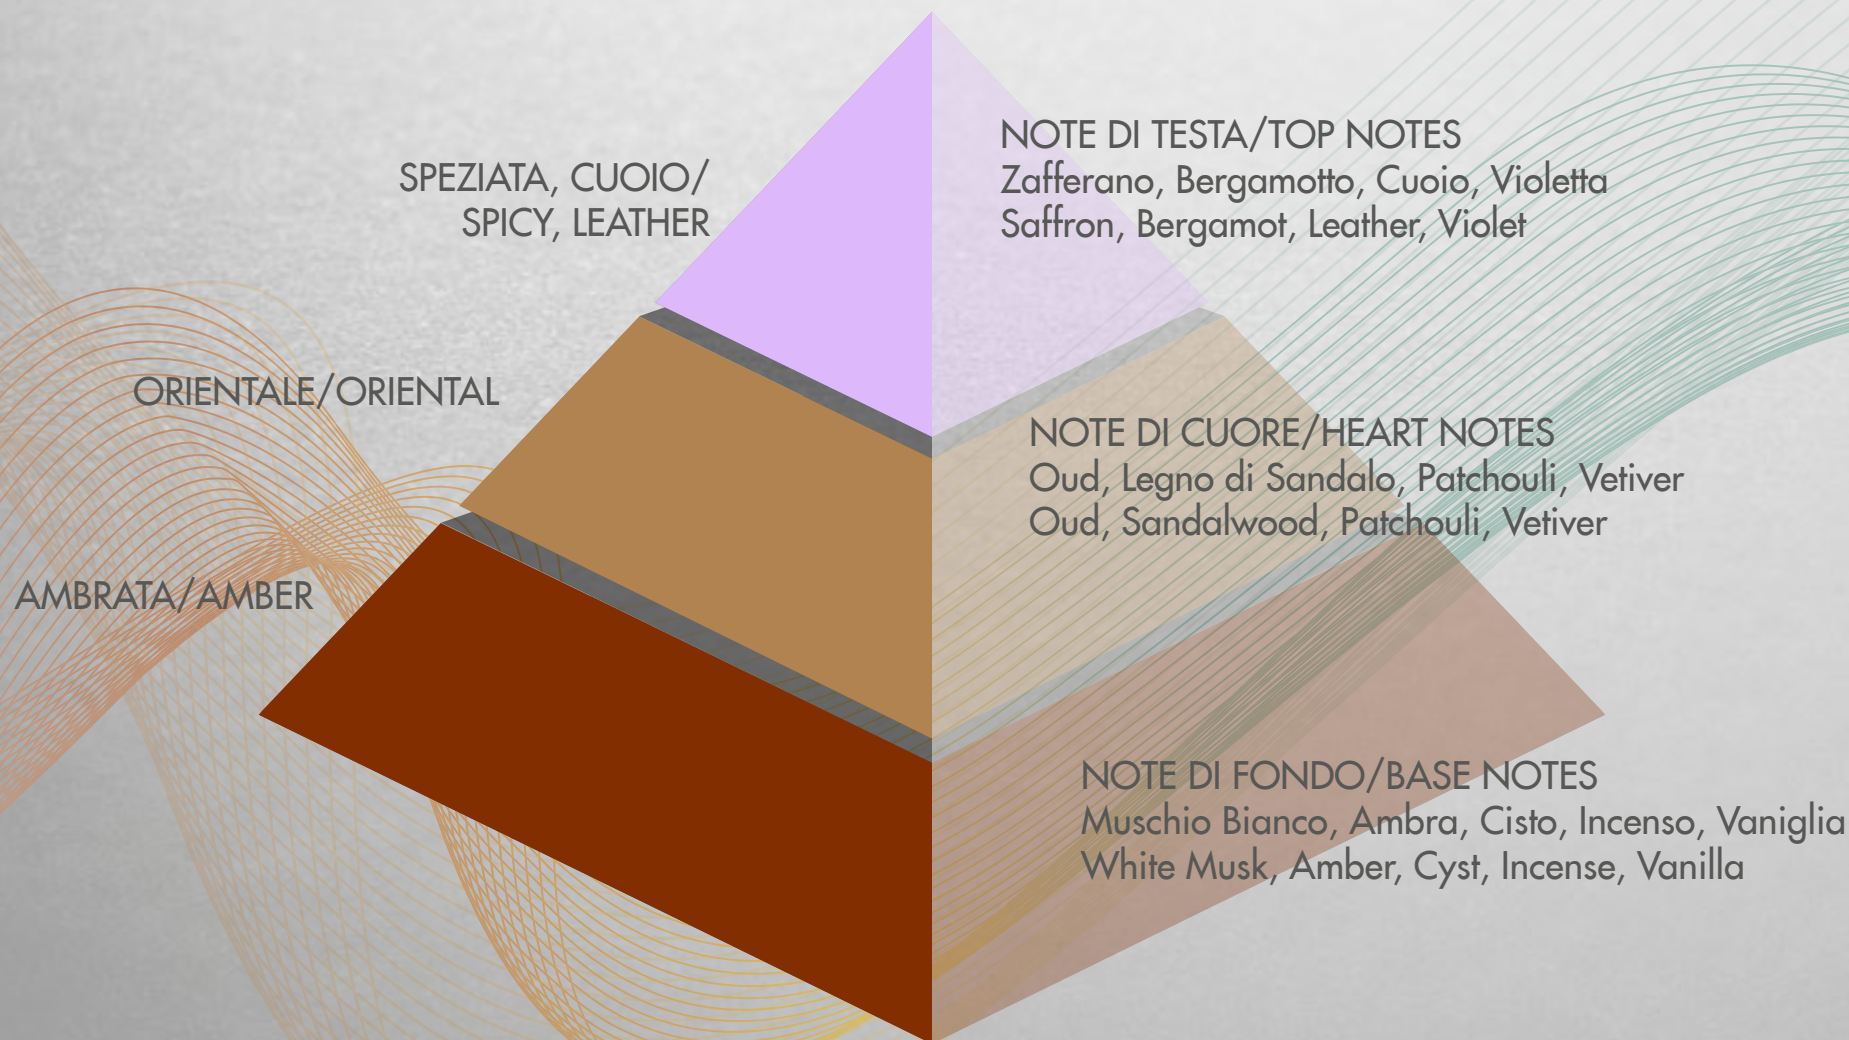 SPEZIATA, CUOIO/
SPICY, LEATHER
NOTE DI TESTA/TOP NOTES
Zafferano, Bergamotto, Cuoio, Violetta
Saffron, Bergamot, Leather, Violet
ORIENTALE/ORIENTAL
NOTE DI CUORE/HEART NOTES
Oud, Legno di Sandalo, Patchouli, Vetiver
Oud, Sandalwood, Patchouli, Vetiver
AMBRATA/AMBER
NOTE DI FONDO/BASE NOTES
Muschio Bianco, Ambra, Cisto, Incenso, Vaniglia
White Musk, Amber, Cyst, Incense, Vanilla